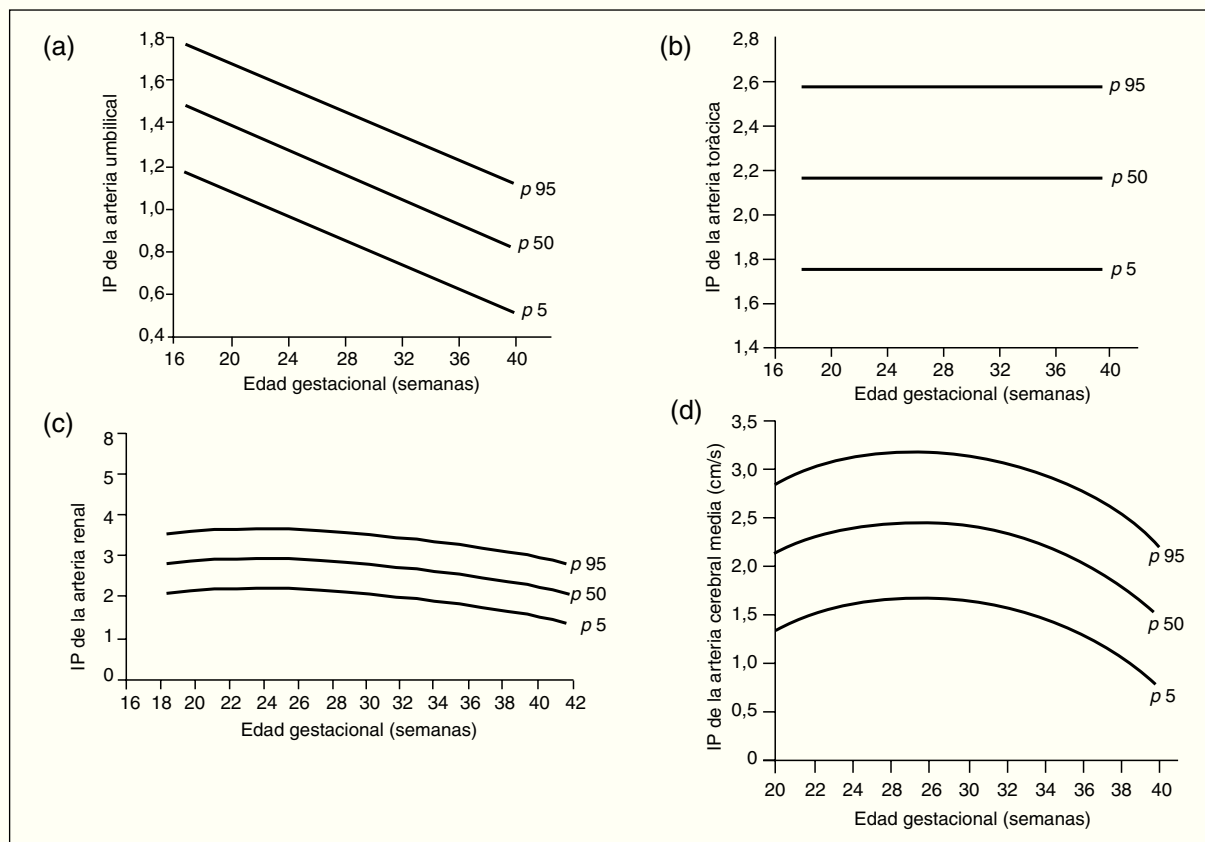 (a)
IP de la arteria umbilical
1,8
1,6
1,4
1,2
1,0
0,8
0,6
0,4
16 20 24 28 32 36 40
Edad gestacional (semanas)
p 95
p 50
p 5
(b)
IP de la arteria toràcica
2,8
2,6
2,4
2,2
2,0
1,8
1,6
1,4
16 20 24 28 32 36 40
Edad gestacional (semanas)
p 95
p 50
p 5
(c)
IP de la arteria renal
8
5
4
3
2
1
0
16 18 20 22 24 26 28 30 32 34 36 38 40 42
Edad gestacional (semanas)
p 95
p 50
p 5
(d)
IP de la arteria cerebral media (cm/s)
3,5
3,0
2,5
2,0
1,5
1,0
0,5
0
20 22 24 26 28 26 30 32 34 36 38 40
Edad gestacional (semanas)
p 95
p 50
p 5